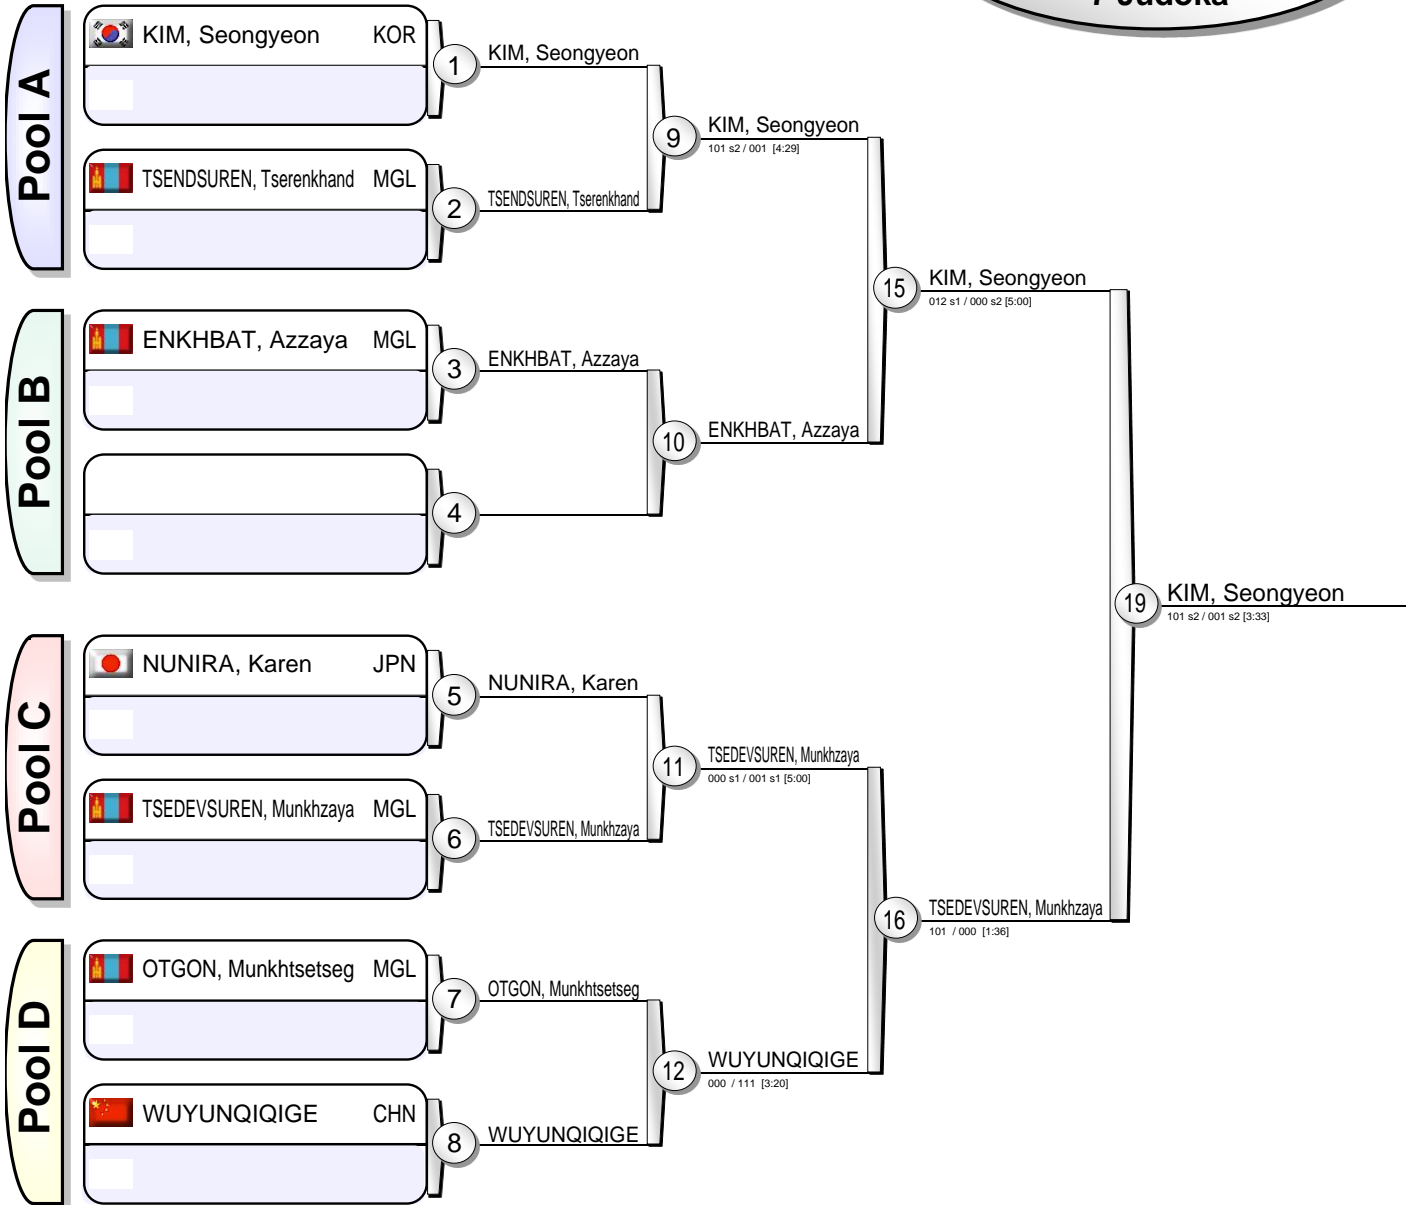 7 Judoka
Pool A
KIM, Seongyeon KOR
1
KIM, Seongyeon
TSENDSUREN, Tserenkhand MGL
2
TSENDSUREN, Tserenkhand
9
KIM, Seongyeon
101 s2 / 001 [4:29]
Pool B
ENKHBAT, Azzaya MGL
3
ENKHBAT, Azzaya
4
10
ENKHBAT, Azzaya
15
KIM, Seongyeon
012 s1 / 000 s2 [5:00]
Pool C
NUNIRA, Karen JPN
5
NUNIRA, Karen
TSEDEVSUREN, Munkhzaya MGL
6
TSEDEVSUREN, Munkhzaya
11
TSEDEVSUREN, Munkhzaya
000 s1 / 001 s1 [5:00]
Pool D
OTGON, Munkhtsetseg MGL
7
OTGON, Munkhtsetseg
WUYUNQIQIGE CHN
8
WUYUNQIQIGE
12
WUYUNQIQIGE
000 / 111 [3:20]
16
TSEDEVSUREN, Munkhzaya
101 / 000 [1:36]
19
KIM, Seongyeon
101 s2 / 001 s2 [3:33]